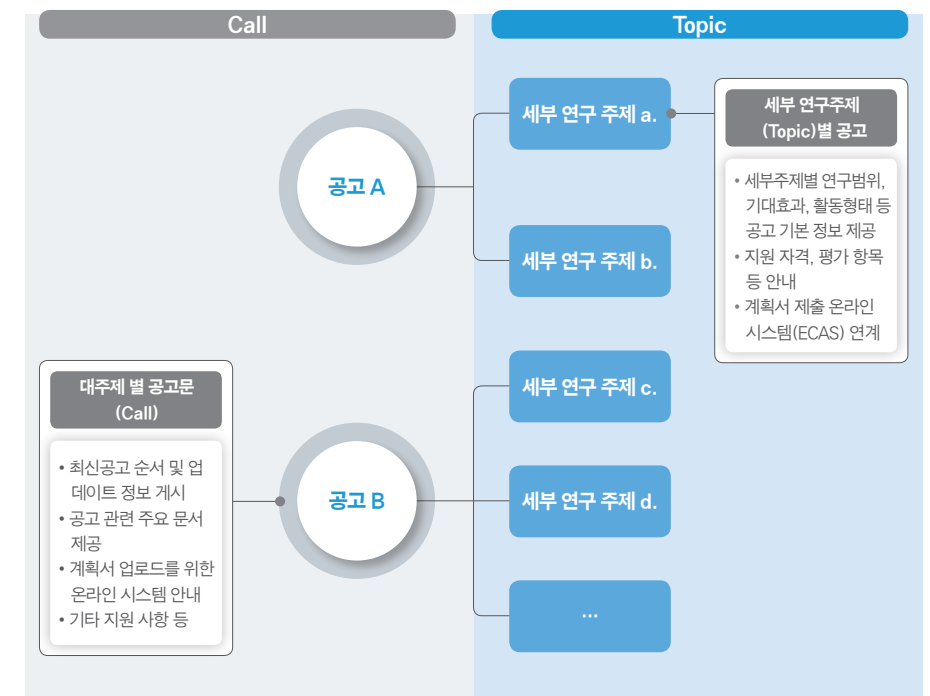 Call
Topic
공고 A
세부 연구 주제 a.
세부 연구 주제 b.
세부 연구주제
(Topic)별 공고
• 세부주제별 연구범위,
기대효과, 활동형태 등
공고 기본 정보 제공
• 지원 자격, 평가 항목
등 안내
• 계획서 제출 온라인
시스템(ECAS) 연계
대주제 별 공고문
(Call)
• 최신공고 순서 및 업
데이트 정보 게시
• 공고 관련 주요 문서
제공
• 계획서 업로드를 위한
온라인 시스템 안내
• 기타 지원 사항 등
공고 B
세부 연구 주제 c.
세부 연구 주제 d.
...